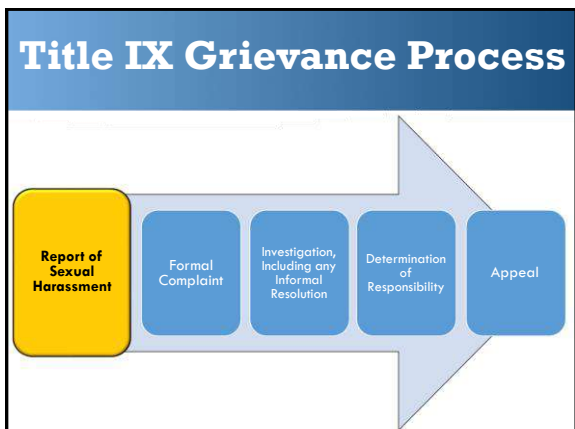 Title IX Grievance Process
Report of
Sexual
Harassment
Formal
Complaint
Investigation,
Including any
Informal
Resolution
Determination
of
Responsibility
Appeal